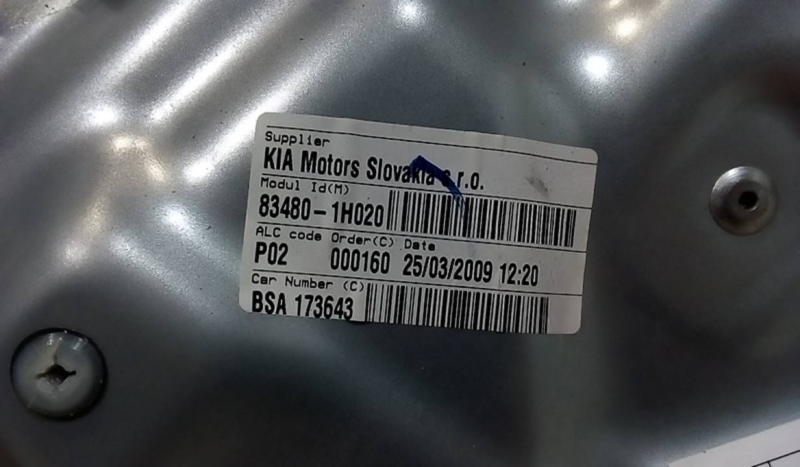 Supplier
KIA Motors Slovakia s.r.o.
Modul Id(M)
83480-1H020
ALC code Order(C) Date
P02 000160 25/03/2009 12:20
Car Number (C)
BSA 173643